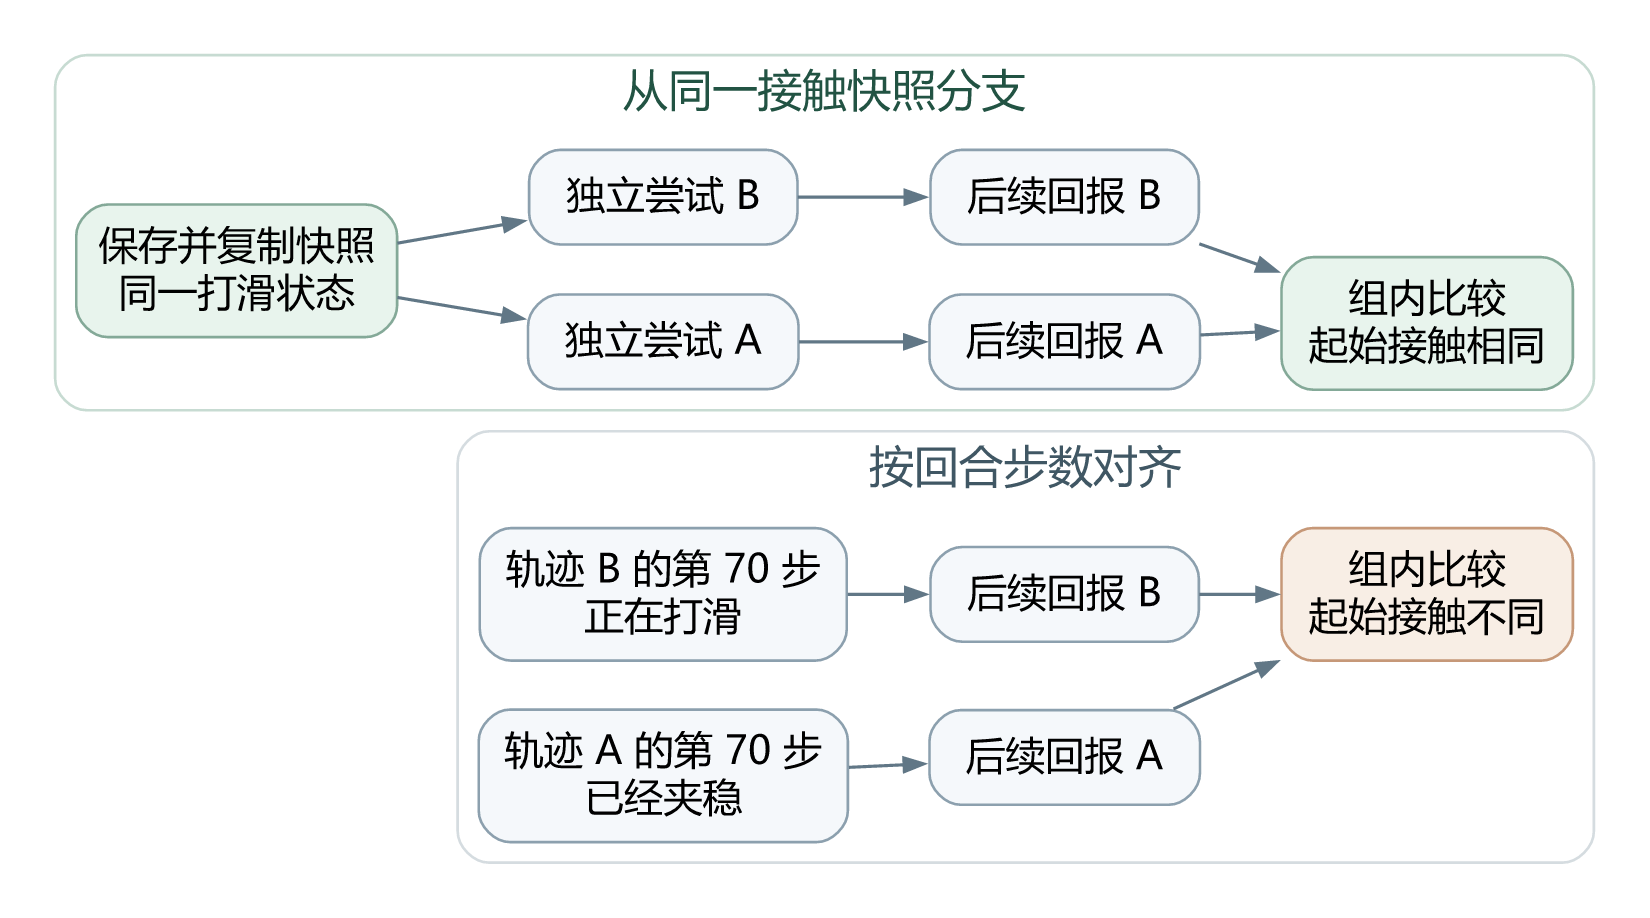 从同一接触快照分支
保存并复制快照
同一打滑状态
独立尝试 B
后续回报 B
独立尝试 A
后续回报 A
组内比较
起始接触相同
按回合步数对齐
轨迹 B 的第 70 步
正在打滑
后续回报 B
组内比较
起始接触不同
轨迹 A 的第 70 步
已经夹稳
后续回报 A